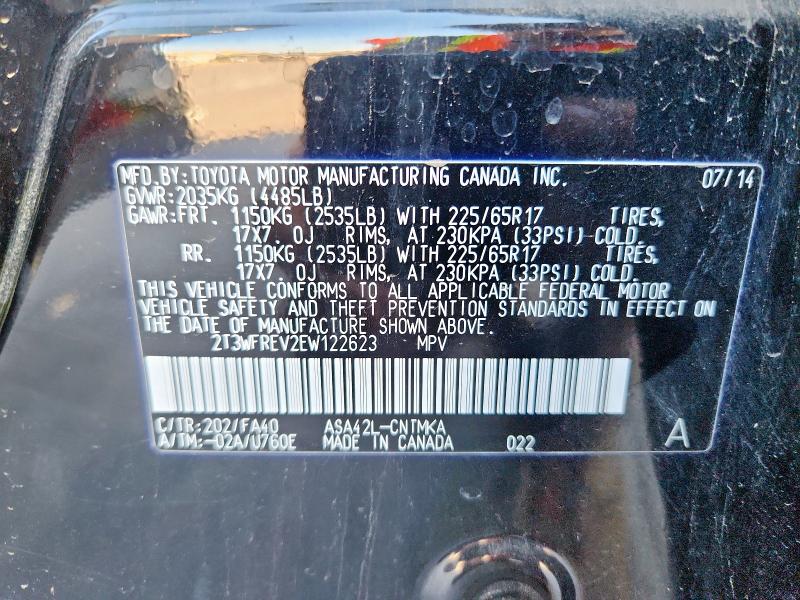 MFD.BY:TOYOTA MOTOR MANUFACTURING CANADA INC. 07/14
GVWR:2035KG (4485LB)
GAWR:FRT. 1150KG (2535LB) WITH 225/65R17 TIRES,
17X7. OJ RIMS, AT 230KPA (33PSI) COLD.
RR. 1150KG (2535LB) WITH 225/65R17 TIRES,
17X7. OJ RIMS, AT 230KPA (33PSI) COLD.
THIS VEHICLE CONFORMS TO ALL APPLICABLE FEDERAL MOTOR
VEHICLE SAFETY AND THEFT PREVENTION STANDARDS IN EFFECT ON
THE DATE OF MANUFACTURE SHOWN ABOVE.
2T3WFREV2EW122623 MPV
C/TR:202/FA40 ASA42L-CNTMKA
A/TM:-02A/U760E MADE IN CANADA 022 A